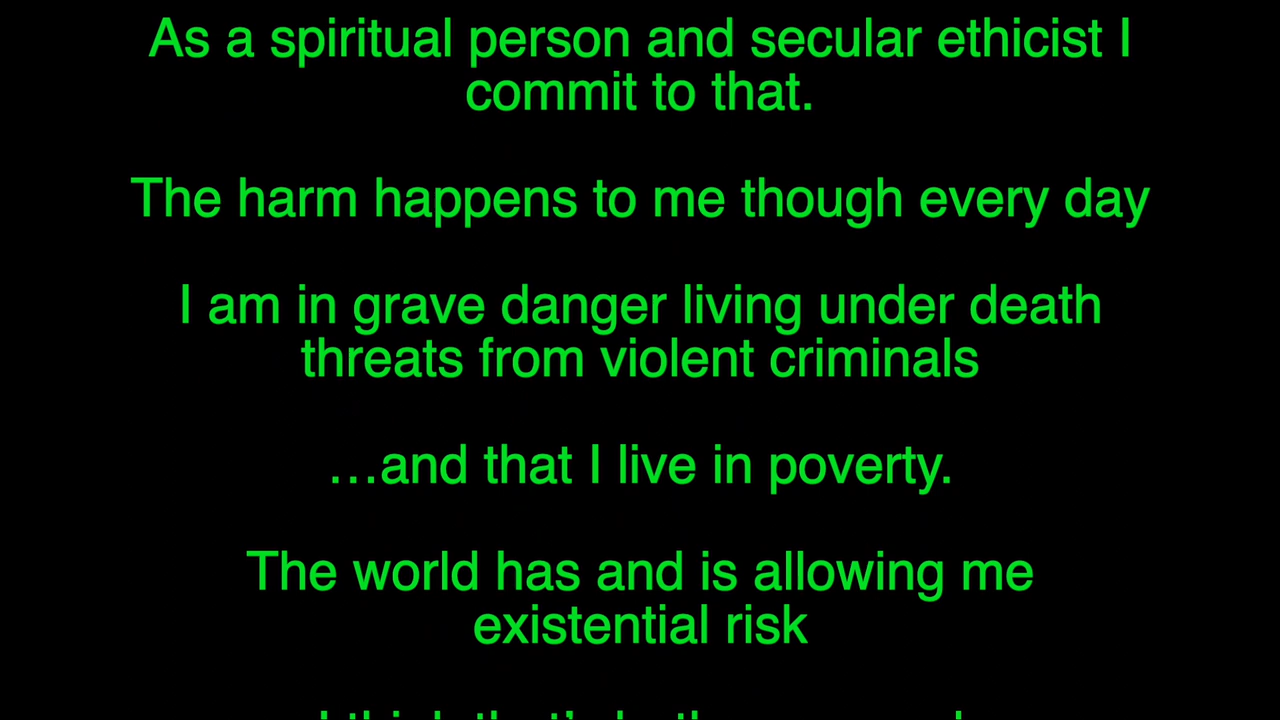 As a spiritual person and secular ethicist I
commit to that.
The harm happens to me though every day
I am in grave danger living under death
threats from violent criminals
…and that I live in poverty.
The world has and is allowing me
existential risk
I think that's